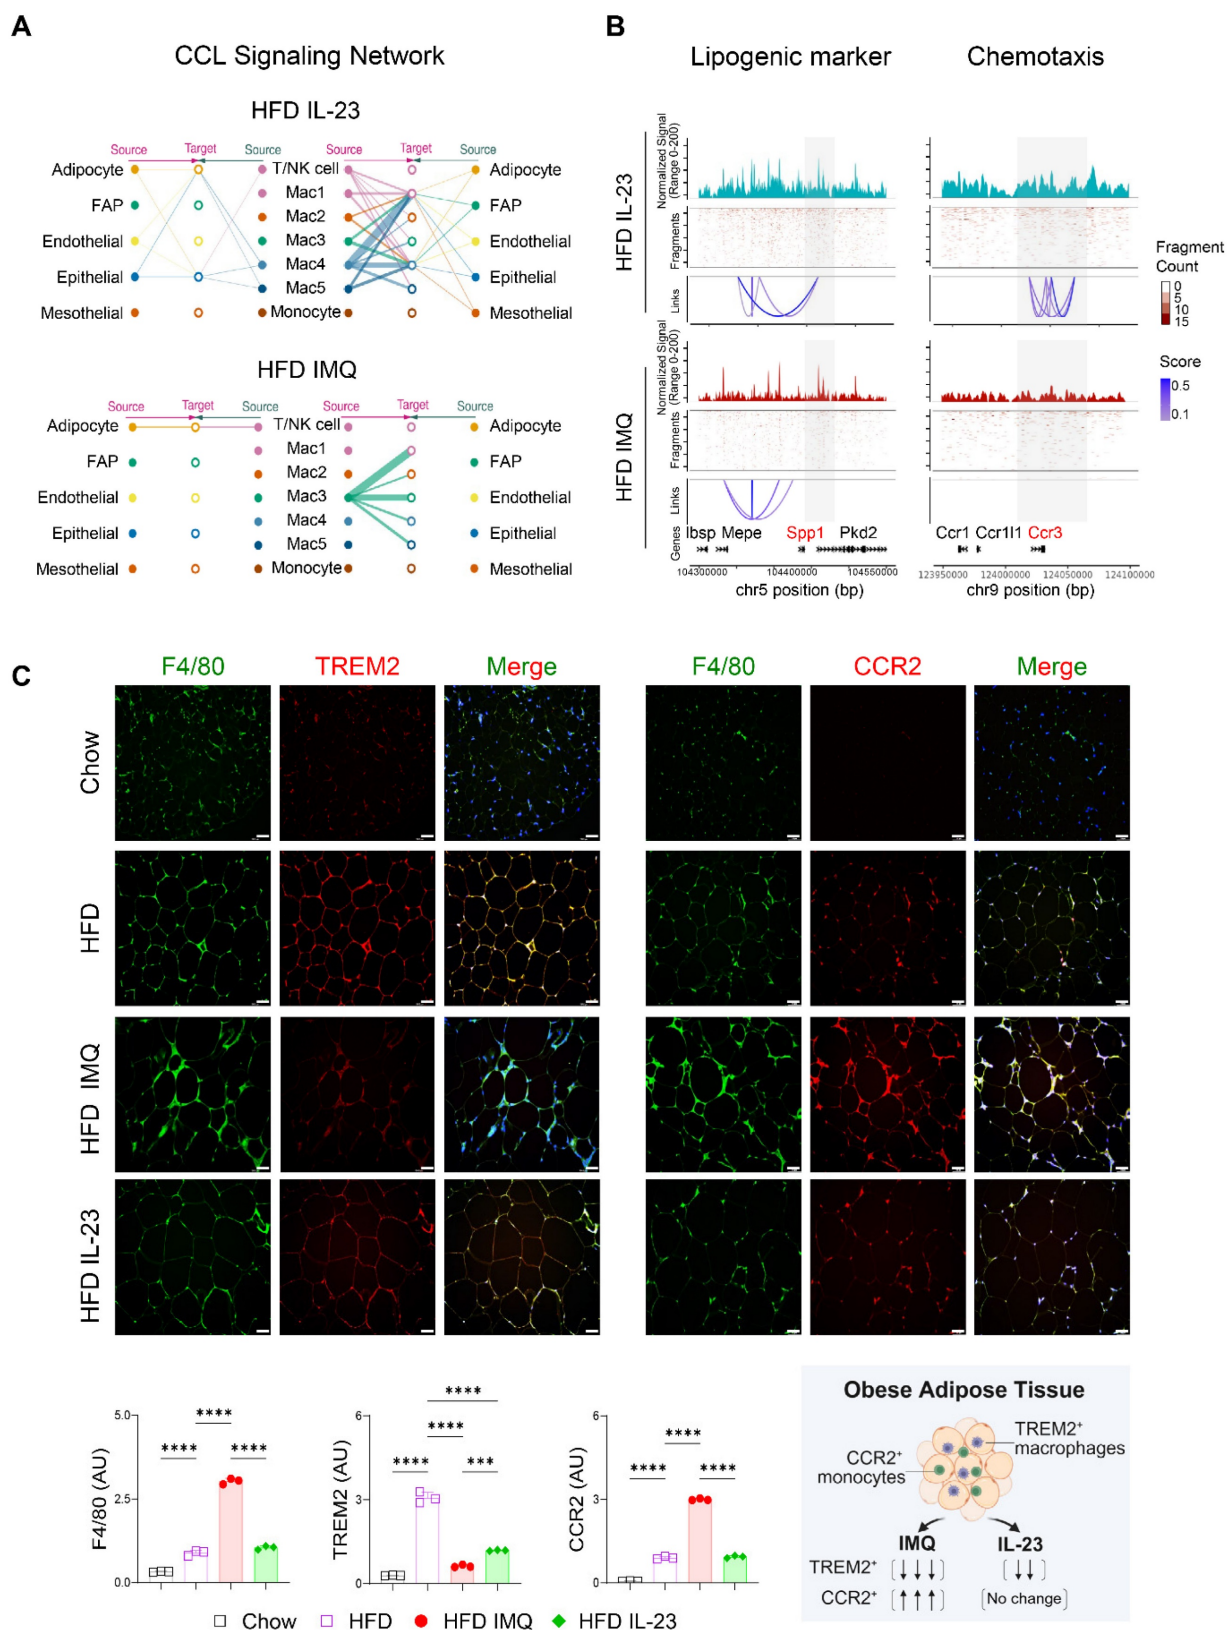 A
CCL Signaling Network
HFD IL-23
Source Target Source Source Target Source
Adipocyte T/NK cell Adipocyte
Mac1
FAP Mac2 FAP
Endothelial Mac3 Endothelial
Epithelial Mac4 Epithelial
Mac5
Mesothelial Monocyte Mesothelial
HFD IMQ
Source Target Source Source Target Source
Adipocyte T/NK cell Adipocyte
Mac1
FAP Mac2 FAP
Endothelial Mac3 Endothelial
Epithelial Mac4 Epithelial
Mac5
Mesothelial Monocyte Mesothelial
B
Lipogenic marker Chemotaxis
HFD IL-23
Normalized Signal
(Range 0-200)
Fragments
Links
HFD IMQ
Normalized Signal
(Range 0-200)
Fragments
Links
Genes
Ibsp Mepe Spp1 Pkd2
Ccr1 Ccr1l1 Ccr3
104300000 104400000 104550000
123950000 124000000 124050000 124100000
chr5 position (bp) chr9 position (bp)
Fragment
Count
0
5
10
15
Score
0.5
0.1
C
F4/80 TREM2 Merge F4/80 CCR2 Merge
Chow
HFD
HFD IMQ
HFD IL-23
F4/80 (AU)
5.0
2.5
0.0
**** **** ****
TREM2 (AU)
6
3
0
****
****
**** ***
CCR2 (AU)
6
3
0
****
**** ****
Chow HFD HFD IMQ HFD IL-23
Obese Adipose Tissue
TREM2+
macrophages
CCR2+
monocytes
IMQ IL-23
TREM2+ [↓↓↓] [↓↓]
CCR2+ [↑↑↑] [No change]